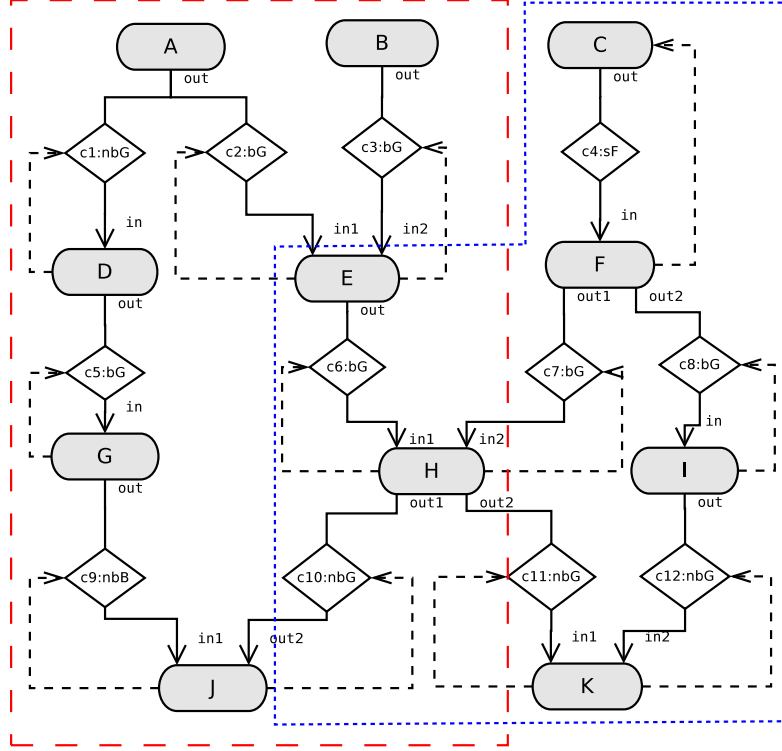 A
B
C
out
out
out
c1:nbG
c2:bG
c3:bG
c4:sF
in
in1
in2
in
D
E
F
out
out
out1
out2
c5:bG
c6:bG
c7:bG
c8:bG
in
in1
in2
in
G
H
I
out
out1
out2
out
c9:nbB
c10:nbG
c11:nbG
c12:nbG
in1
out2
in1
in2
J
K